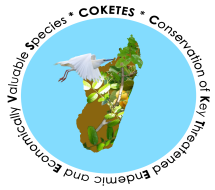 COKETES * Conservation of Key Threatened Endemic and Economically Valuable Species *